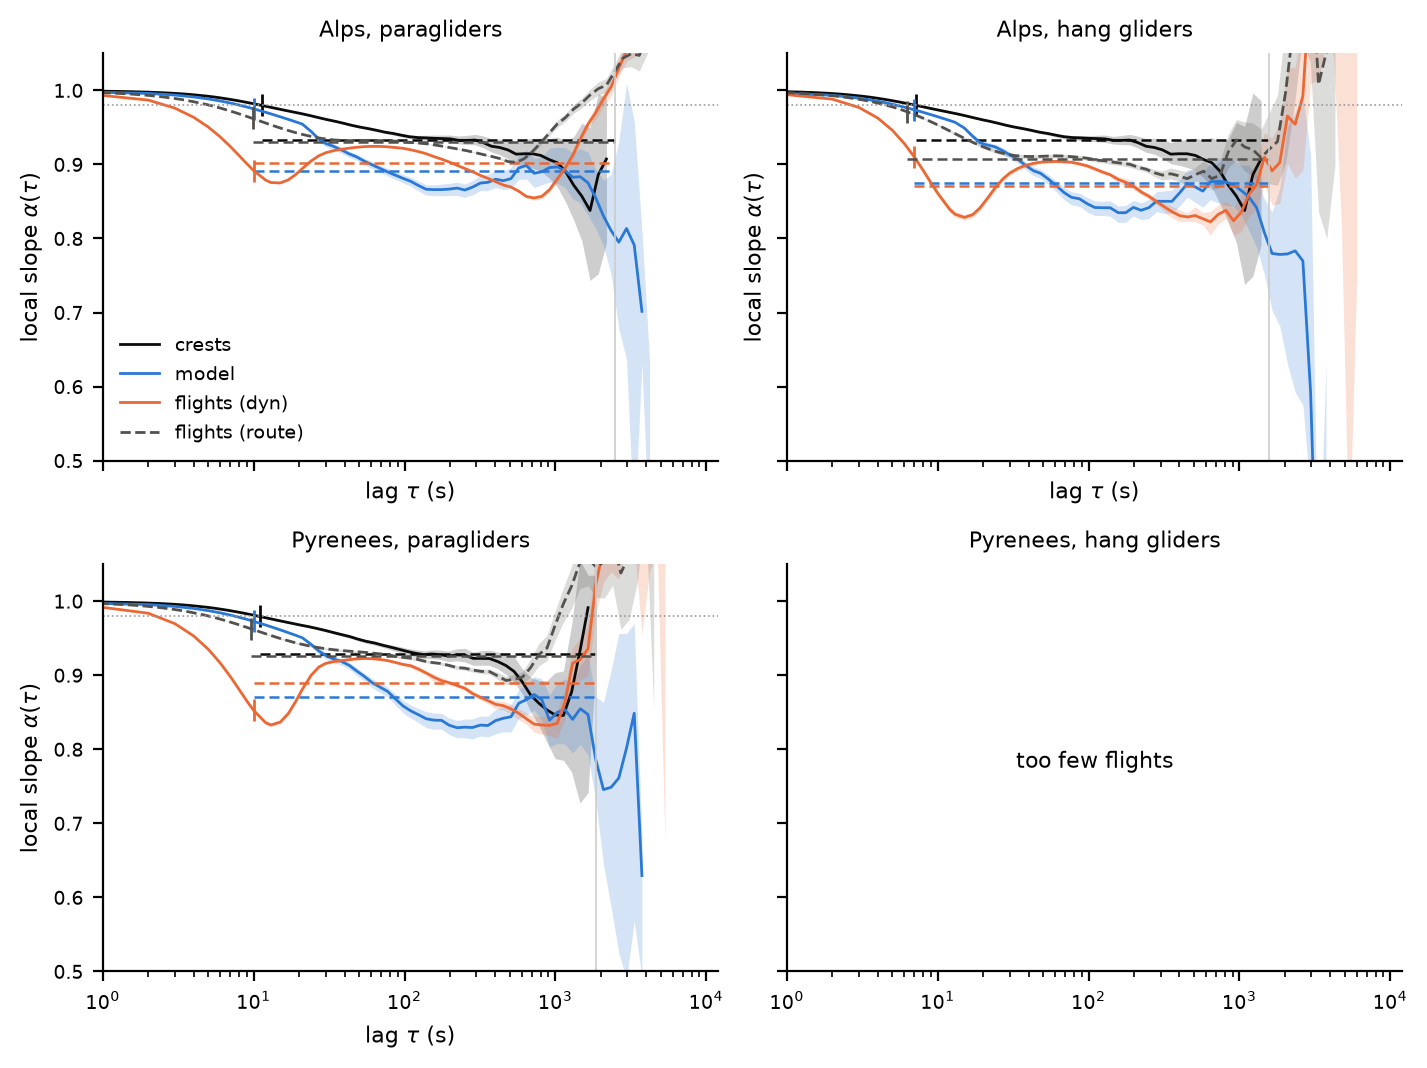 Alps, paragliders
Alps, hang gliders
local slope α(τ)
1.0
0.9
0.8
0.7
0.6
0.5
crests
model
flights (dyn)
flights (route)
lag τ (s)
local slope α(τ)
lag τ (s)
Pyrenees, paragliders
Pyrenees, hang gliders
local slope α(τ)
1.0
0.9
0.8
0.7
0.6
0.5
too few flights
10⁰ 10¹ 10² 10³ 10⁴
lag τ (s)
10⁰ 10¹ 10² 10³ 10⁴